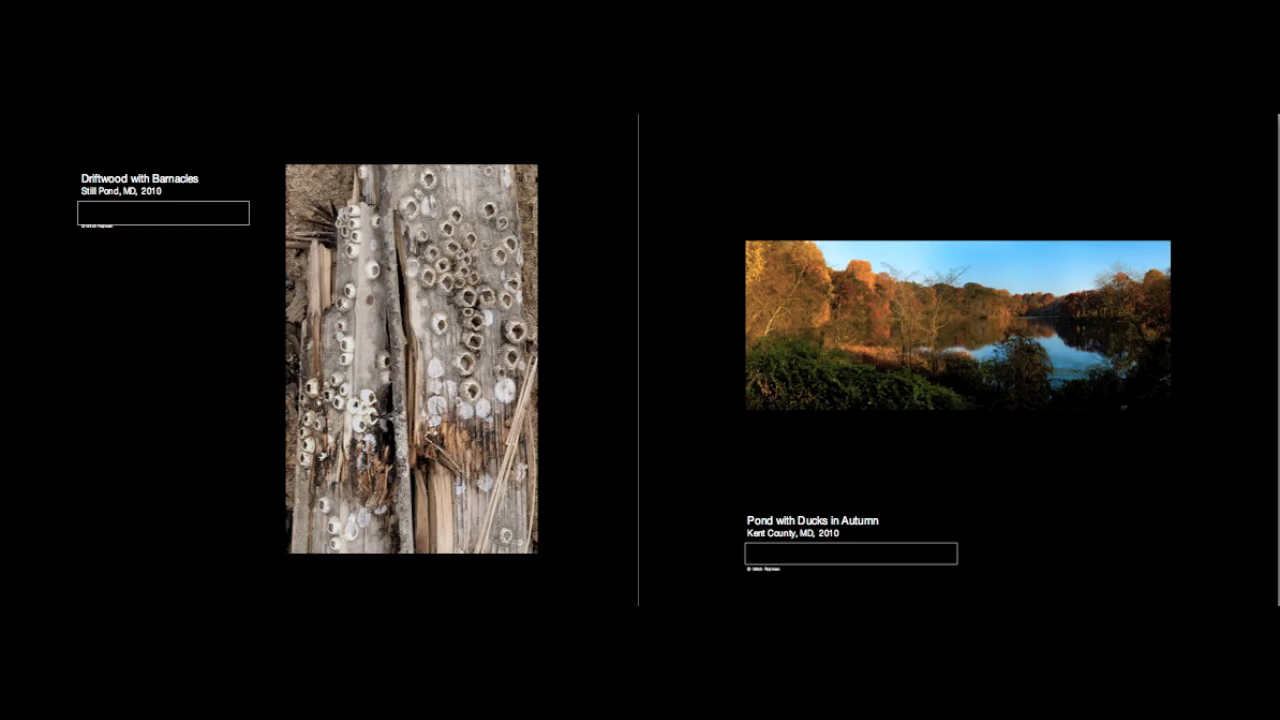 Driftwood with Barnacles
Still Pond, MD, 2010
Pond with Ducks in Autumn
Kent County, MD, 2010